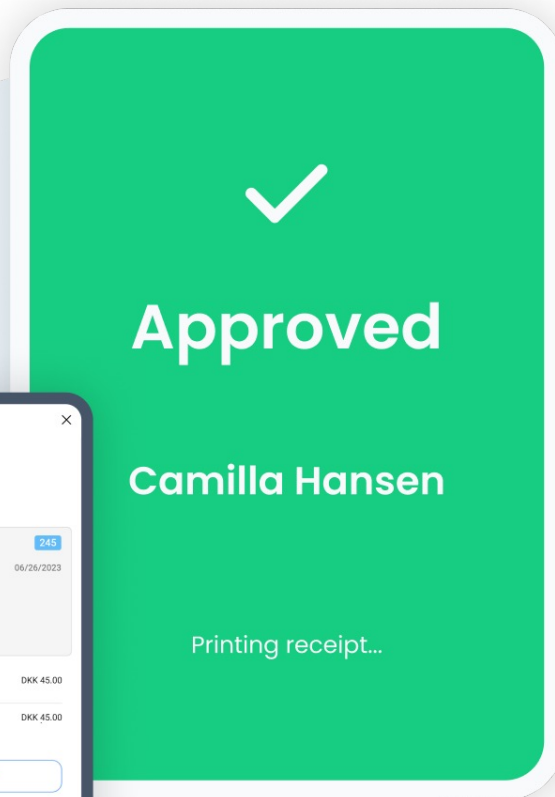 Approved
Camilla Hansen
245
06/26/2023
Printing receipt...
DKK 45.00
DKK 45.00